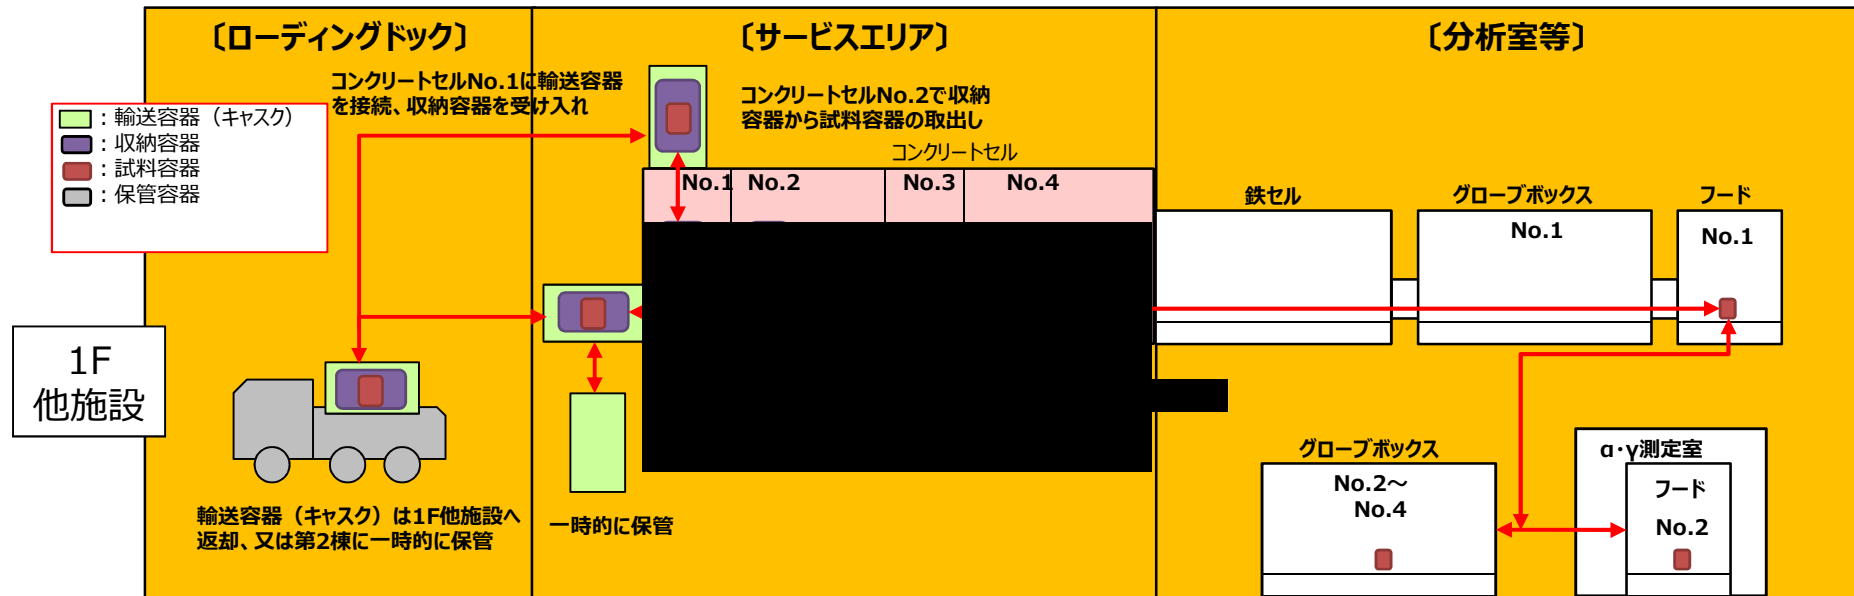 〔ローディングドック〕
〔サービスエリア〕
〔分析室等〕
コンクリートセルNo.1に輸送容器
を接続、収納容器を受け入れ
コンクリートセルNo.2で収納
容器から試料容器の取出し
：輸送容器（キャスク）
：収納容器
：試料容器
：保管容器
コンクリートセル
No.1
No.2
No.3
No.4
鉄セル
グローブボックス
No.1
フード
No.1
1F
他施設
輸送容器（キャスク）は1F他施設へ
返却、又は第2棟に一時的に保管
一時的に保管
グローブボックス
No.2～
No.4
α・γ測定室
フード
No.2